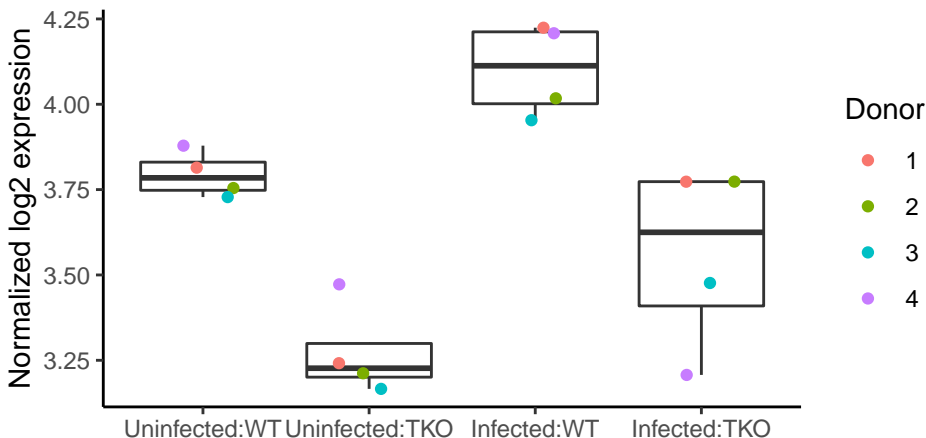 Normalized log2 expression
4.25
4.00
3.75
3.50
3.25
Uninfected:WT
Uninfected:TKO
Infected:WT
Infected:TKO
Donor
1
2
3
4